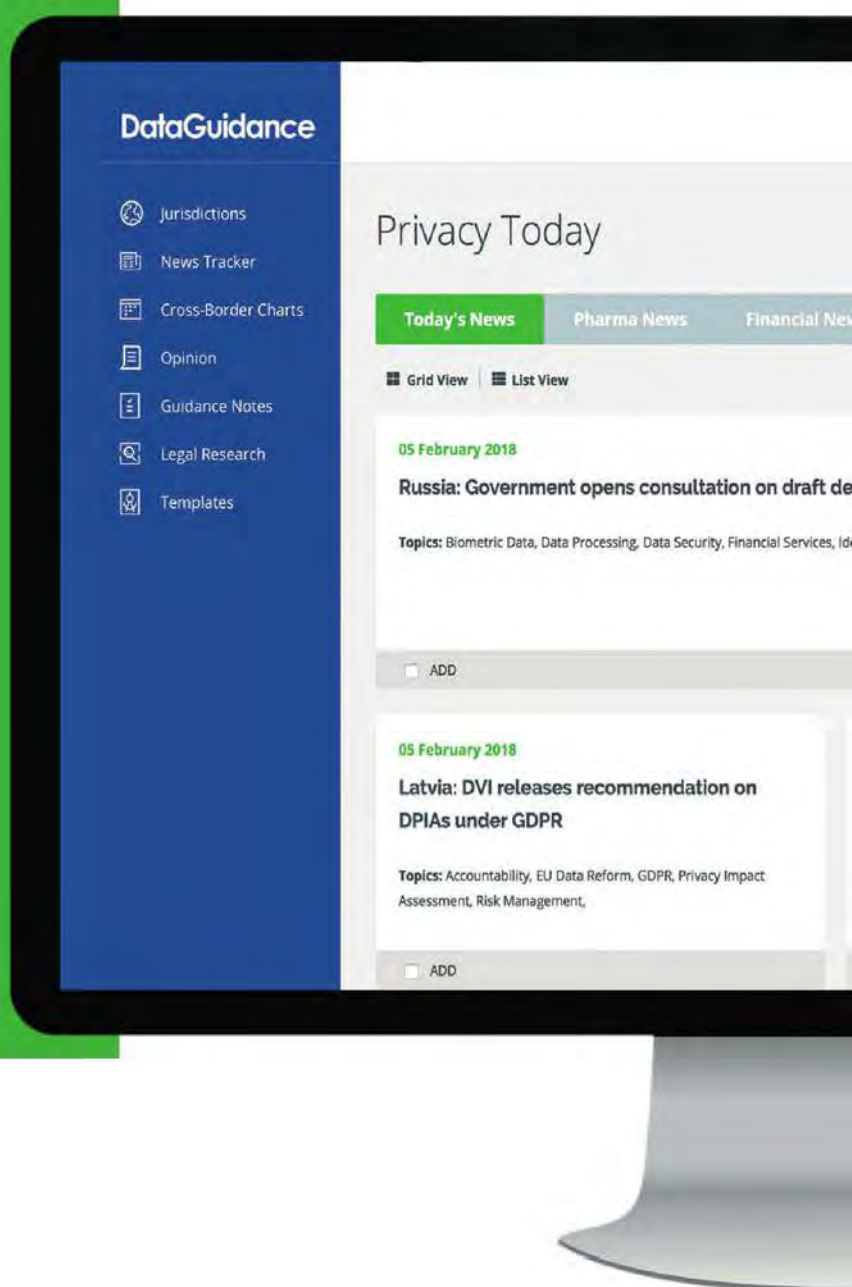 DataGuidance
Jurisdictions
News Tracker
Cross-Border Charts
Opinion
Guidance Notes
Legal Research
Templates
Privacy Today
Today's News
Pharma News
Financial
Grid View
List View
05 February 2018
Russia: Government opens consultation on draft
Topics: Biometric Data, Data Processing, Data Security, Financial Services,
ADD
05 February 2018
Latvia: DVI releases recommendation on
DPIAs under GDPR
Topics: Accountability, EU Data Reform, GDPR, Privacy Impact
Assessment, Risk Management,
ADD